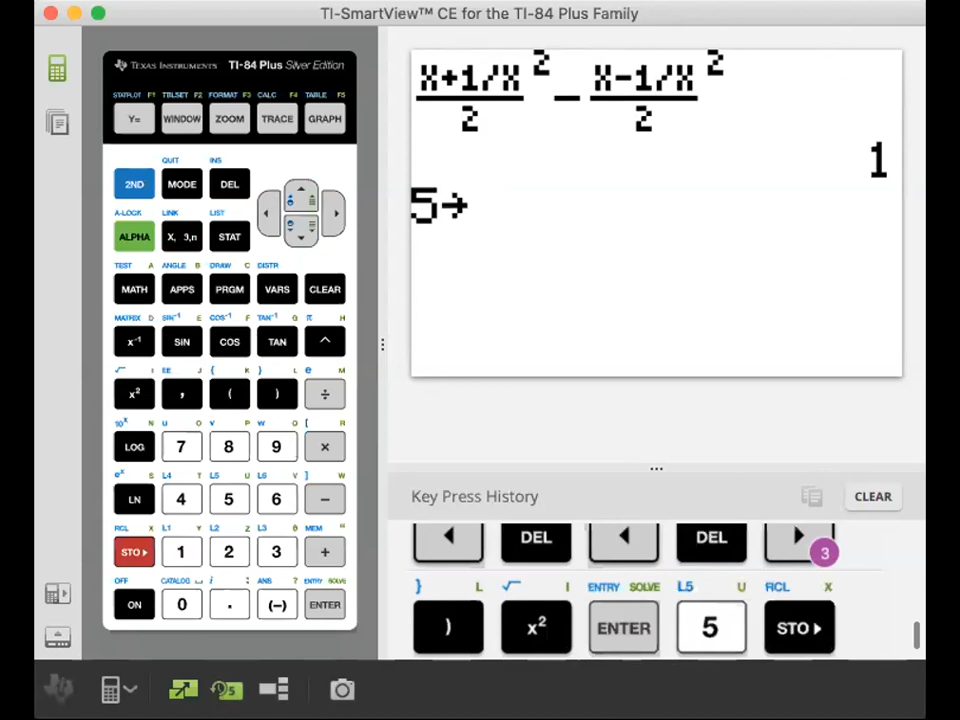 TI-SmartView™ CE for the TI-84 Plus Family
TEXAS INSTRUMENTS TI-84 Plus Silver Edition
STATPLOT F1 TBLSET F2 FORMAT F3 CALC F4 TABLE F5
Y= WINDOW ZOOM TRACE GRAPH
QUIT INS
2ND MODE DEL
A-LOCK LINK LIST
ALPHA X, 3,n STAT
TEST A ANGLE B DRAW C DISTR
MATH APPS PRGM VARS CLEAR
MATRIX D SIN⁻¹ E COS⁻¹ F TAN⁻¹ G π H
x⁻¹ SIN COS TAN ^
√ I EE J { K } L e M
x² , ( ) ÷
10ˣ N u O v P w Q [ R
LOG 7 8 9 ×
eˣ S L4 T L5 U L6 V ] W
LN 4 5 6 −
RCL X L1 Y L2 Z L3 θ MEM "
STO▸ 1 2 3 +
OFF CATALOG ⎵ i : ANS ? ENTRY SOLVE
ON 0 . (−) ENTER
X+1/X 2 − X-1/X 2
2 2
1
5→
Key Press History
CLEAR
DEL DEL 3
} L √ I ENTRY SOLVE L5 U RCL X
) x² ENTER 5 STO▸
5